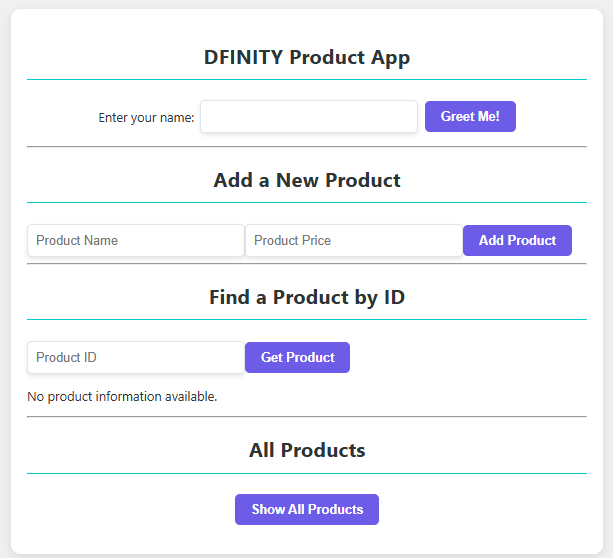 DFINITY Product App
Enter your name: Greet Me!
Add a New Product
Product Name Product Price Add Product
Find a Product by ID
Product ID Get Product
No product information available.
All Products
Show All Products